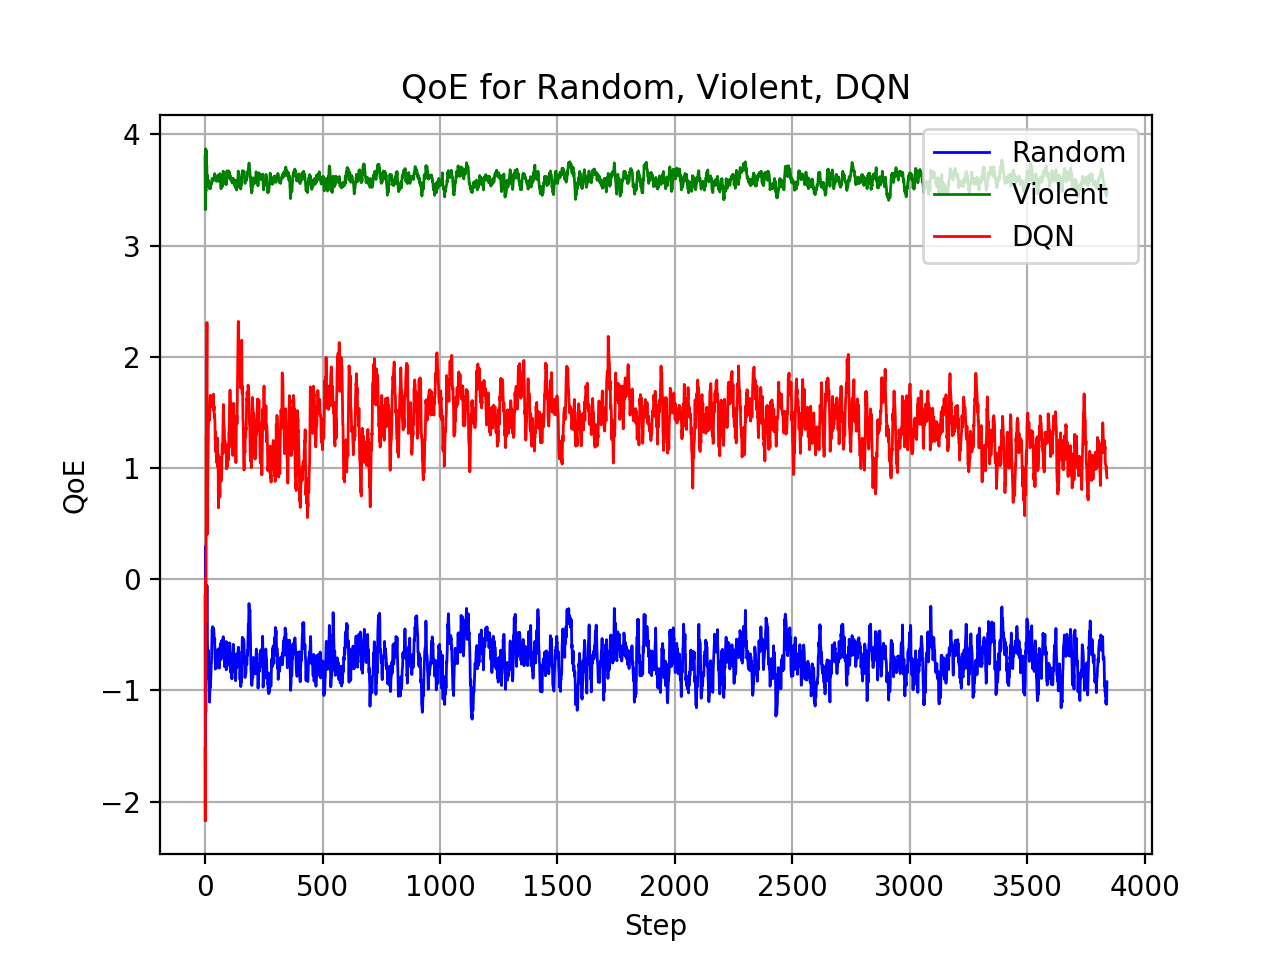 QoE for Random, Violent, DQN
Random
Violent
DQN
4
3
2
1
0
−1
−2
QoE
0 500 1000 1500 2000 2500 3000 3500 4000
Step